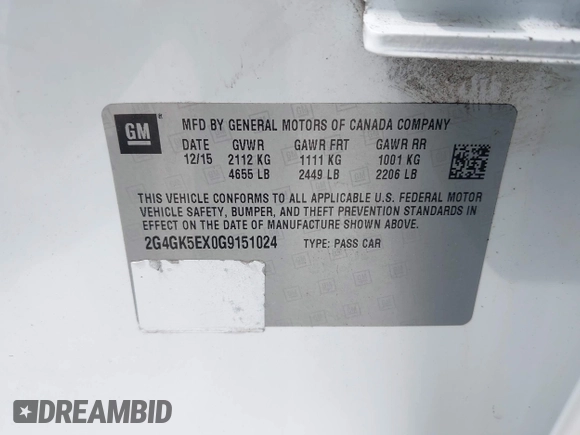 GM
MFD BY GENERAL MOTORS OF CANADA COMPANY
DATE GVWR GAWR FRT GAWR RR
12/15 2112 KG 1111 KG 1001 KG
4655 LB 2449 LB 2206 LB
THIS VEHICLE CONFORMS TO ALL APPLICABLE U.S. FEDERAL MOTOR
VEHICLE SAFETY, BUMPER, AND THEFT PREVENTION STANDARDS IN
EFFECT ON THE DATE OF MANUFACTURE SHOWN ABOVE.
2G4GK5EX0G9151024 TYPE: PASS CAR
DREAMBID